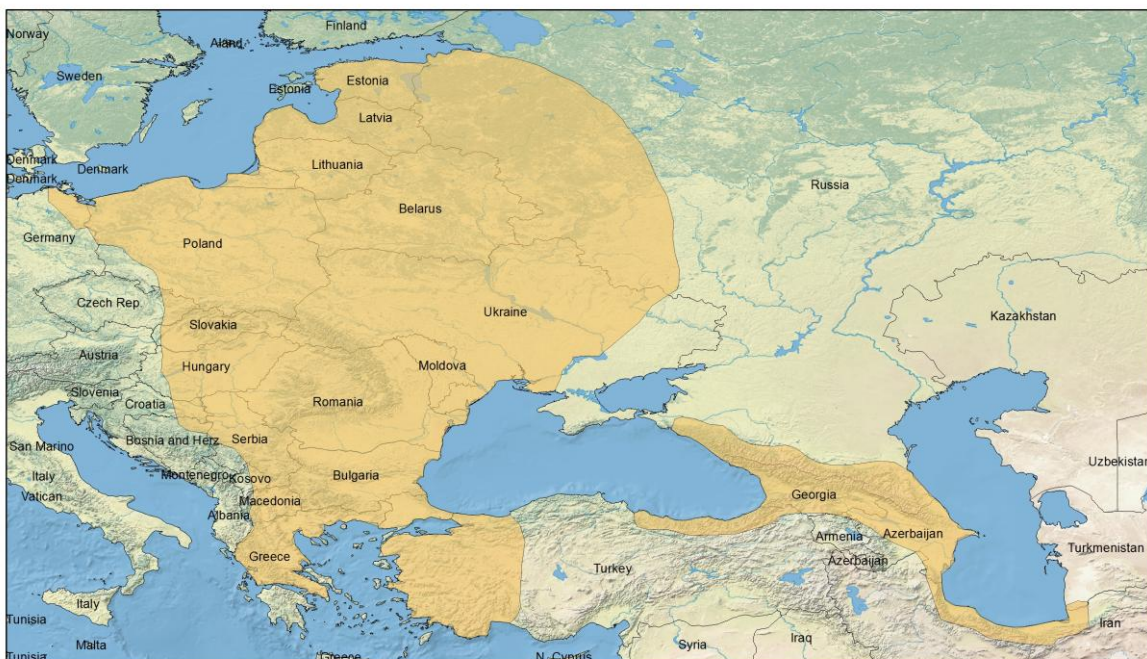 Finland
Norway
Åland
Sweden
Estonia
Estonia
Latvia
Denmark
Denmark
Denmark
Lithuania
Russia
Belarus
Germany
Poland
Czech Rep.
Ukraine
Kazakhstan
Slovakia
Austria
Hungary
Moldova
Slovenia
Croatia
Romania
San Marino
Bosnia and Herz
Serbia
Uzbekistan
Italy
Montenegro
Kosovo
Bulgaria
Vatican
Macedonia
Georgia
Albania
Armenia
Azerbaijan
Turkmenistan
Greece
Turkey
Azerbaijan
Italy
Tunisia
Iran
Malta
Syria
Iraq
Tunisia
Greece
N. Cyprus